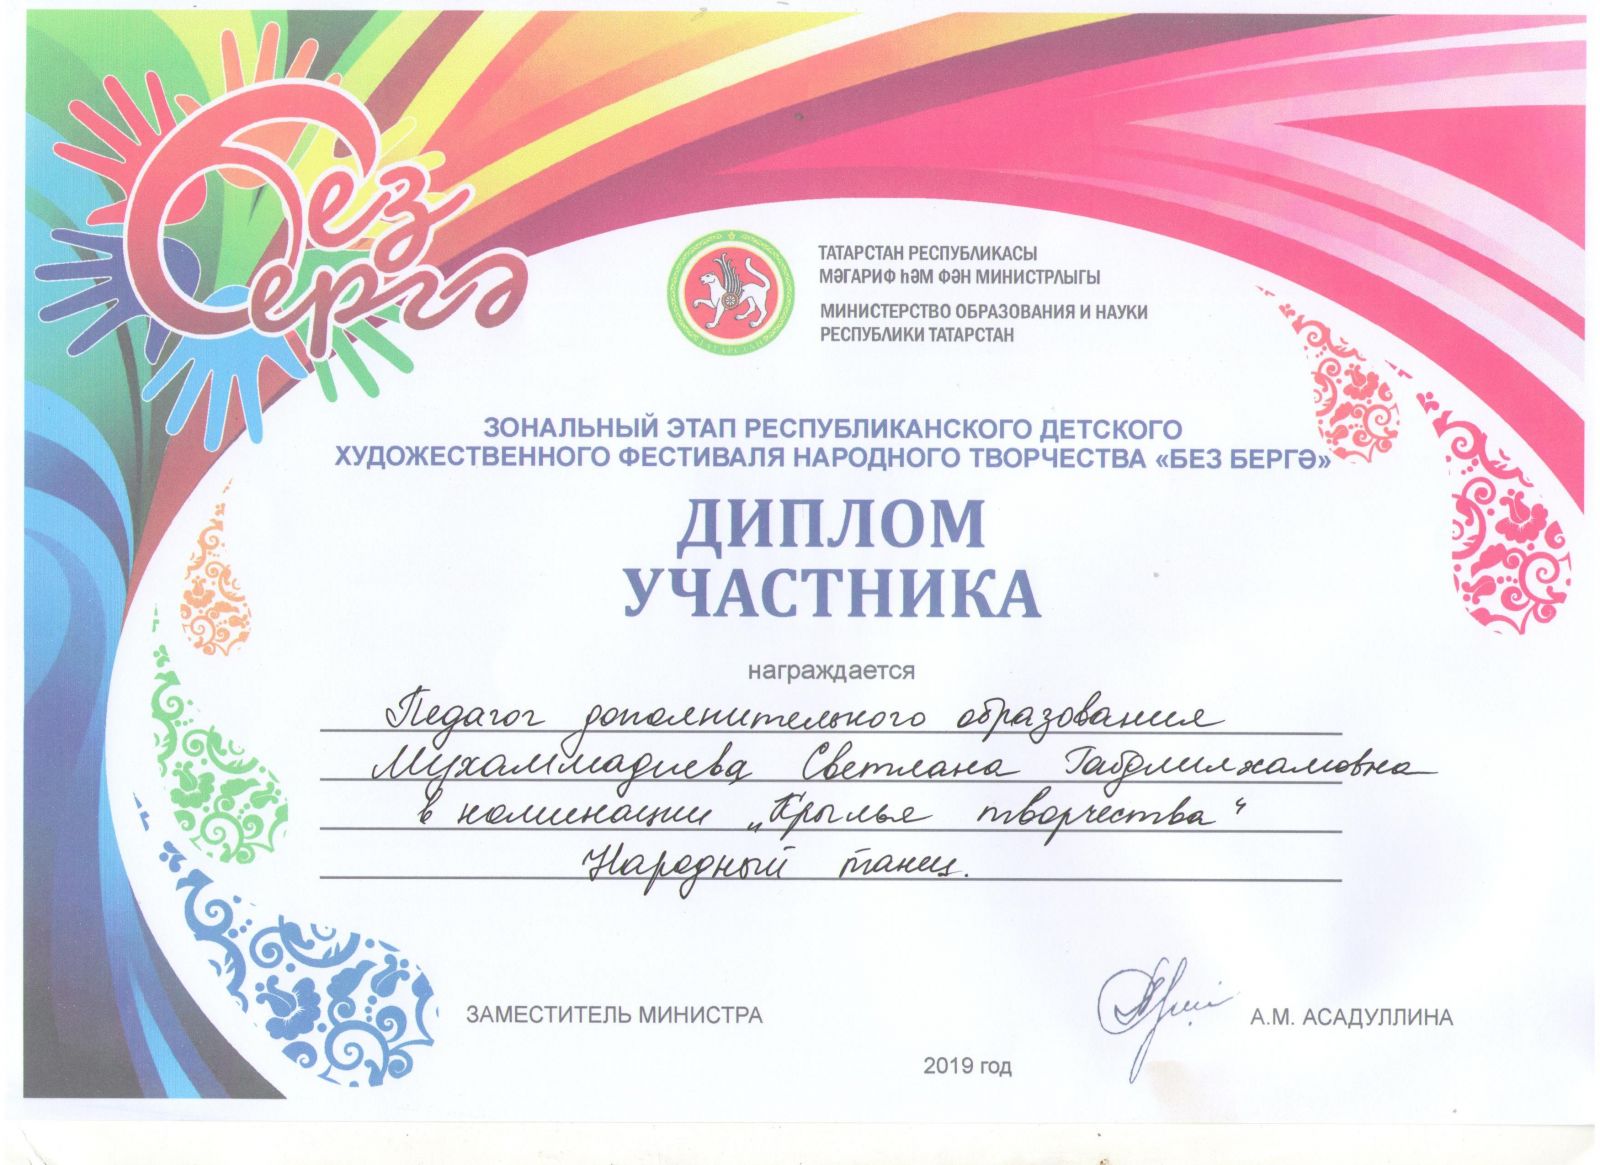 Без
Бергә
ТАТАРСТАН РЕСПУБЛИКАСЫ
МӘГАРИФ ҺӘМ ФӘН МИНИСТРЛЫГЫ
МИНИСТЕРСТВО ОБРАЗОВАНИЯ И НАУКИ
РЕСПУБЛИКИ ТАТАРСТАН
ТАТАРСТАН
ЗОНАЛЬНЫЙ ЭТАП РЕСПУБЛИКАНСКОГО ДЕТСКОГО
ХУДОЖЕСТВЕННОГО ФЕСТИВАЛЯ НАРОДНОГО ТВОРЧЕСТВА «БЕЗ БЕРГӘ»
ДИПЛОМ
УЧАСТНИКА
награждается
Педагог дополнительного образования
Мухаммадиева Светлана Габдлилхамовна
в номинации „Крылья творчества“
Народный танец.
ЗАМЕСТИТЕЛЬ МИНИСТРА
А.М. АСАДУЛЛИНА
2019 год